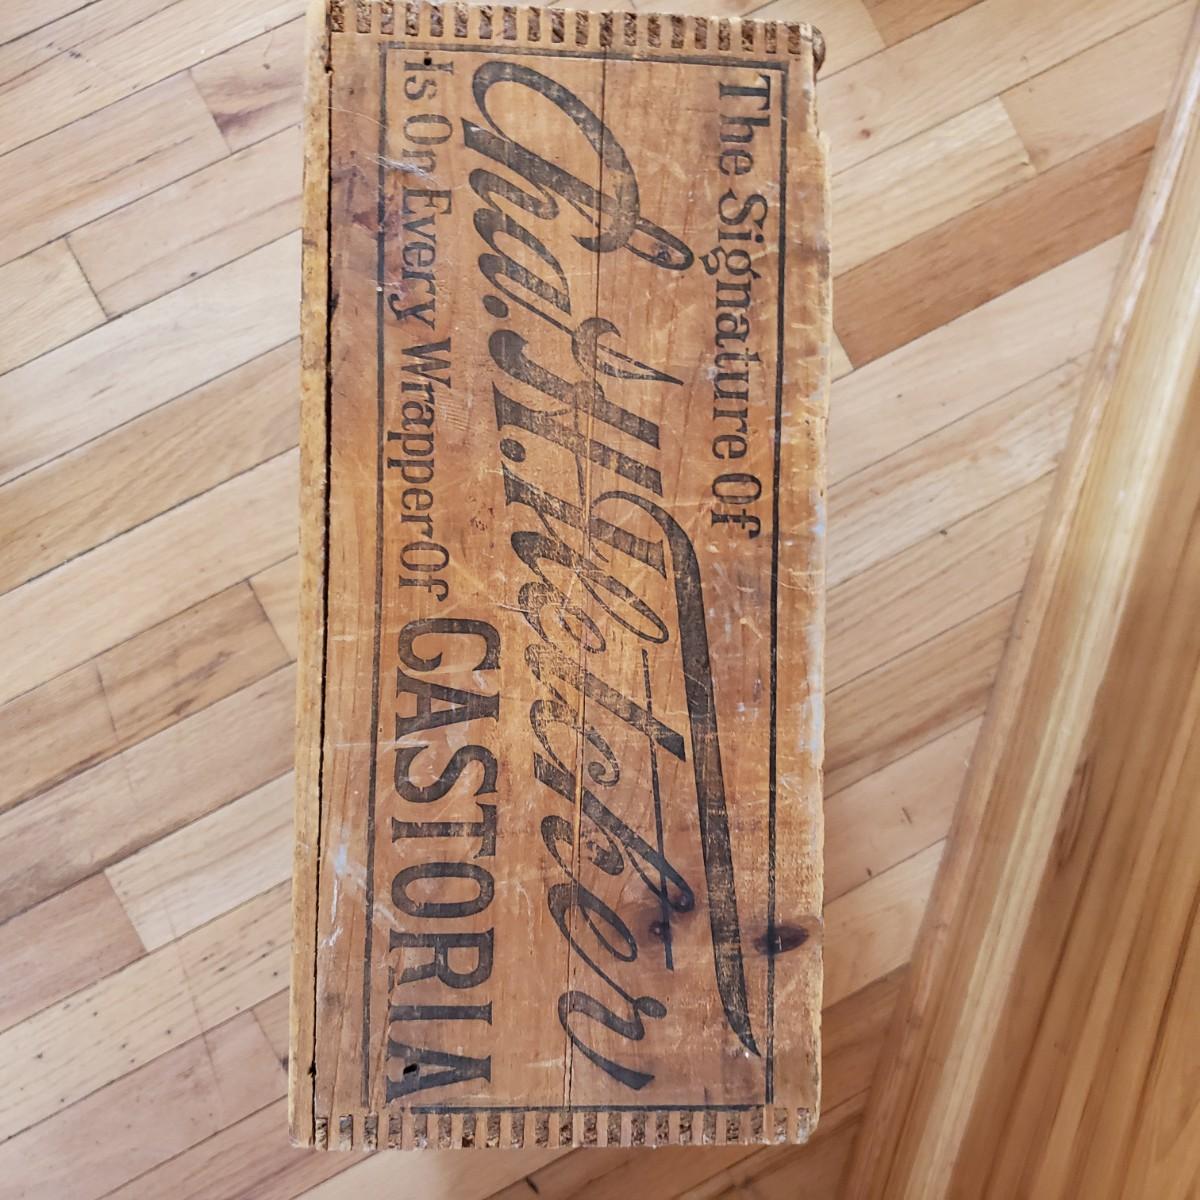 The Signature Of
Chas. H. Fletcher
Is On Every Wrapper Of CASTORIA